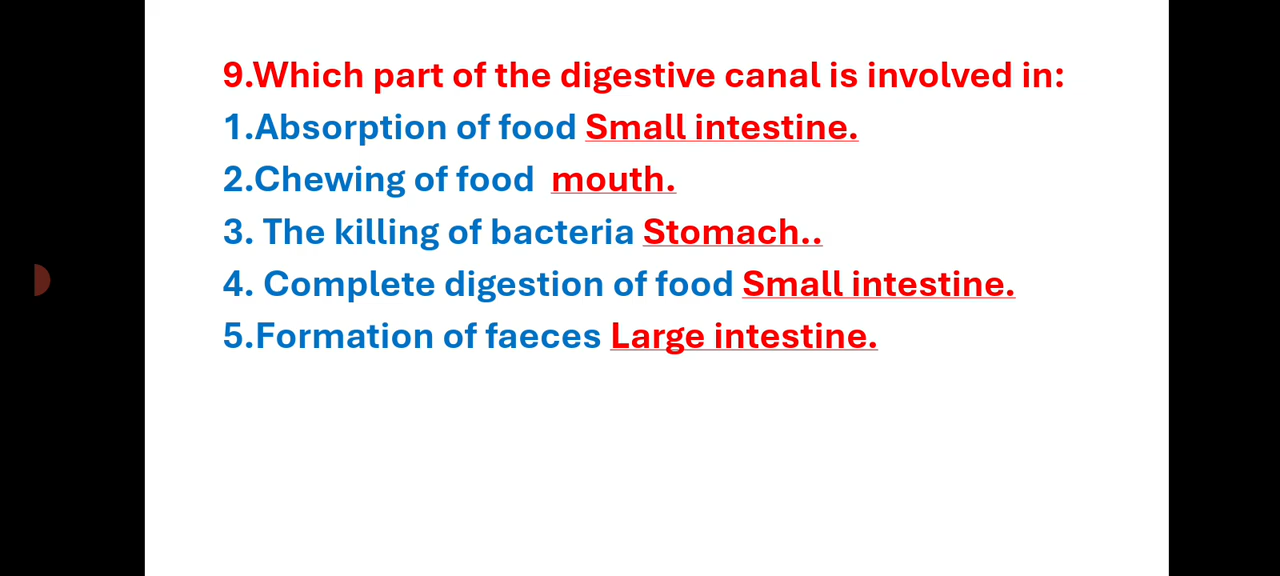 9.Which part of the digestive canal is involved in:
1.Absorption of food Small intestine.
2.Chewing of food mouth.
3. The killing of bacteria Stomach..
4. Complete digestion of food Small intestine.
5.Formation of faeces Large intestine.